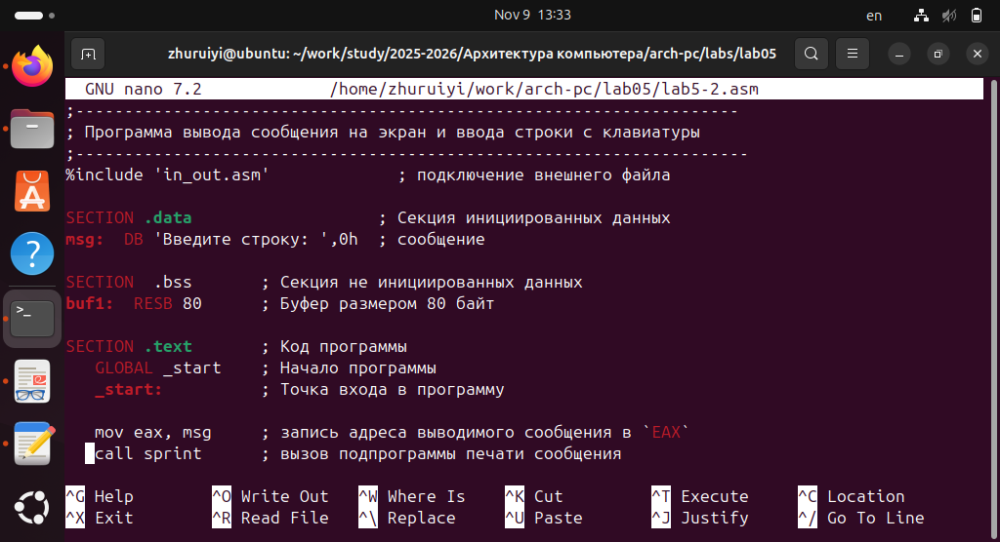 Nov 9 13:33
en
zhuruiyi@ubuntu: ~/work/study/2025-2026/Архитектура компьютера/arch-pc/labs/lab05
GNU nano 7.2 /home/zhuruiyi/work/arch-pc/lab05/lab5-2.asm
;---------------------------------------------------------------------
; Программа вывода сообщения на экран и ввода строки с клавиатуры
;---------------------------------------------------------------------
%include 'in_out.asm' ; подключение внешнего файла
SECTION .data ; Секция инициированных данных
msg: DB 'Введите строку: ',0h ; сообщение
SECTION .bss ; Секция не инициированных данных
buf1: RESB 80 ; Буфер размером 80 байт
SECTION .text ; Код программы
GLOBAL _start ; Начало программы
_start: ; Точка входа в программу
mov eax, msg ; запись адреса выводимого сообщения в `EAX`
call sprint ; вызов подпрограммы печати сообщения
^G Help ^O Write Out ^W Where Is ^K Cut ^T Execute ^C Location
^X Exit ^R Read File ^\ Replace ^U Paste ^J Justify ^/ Go To Line